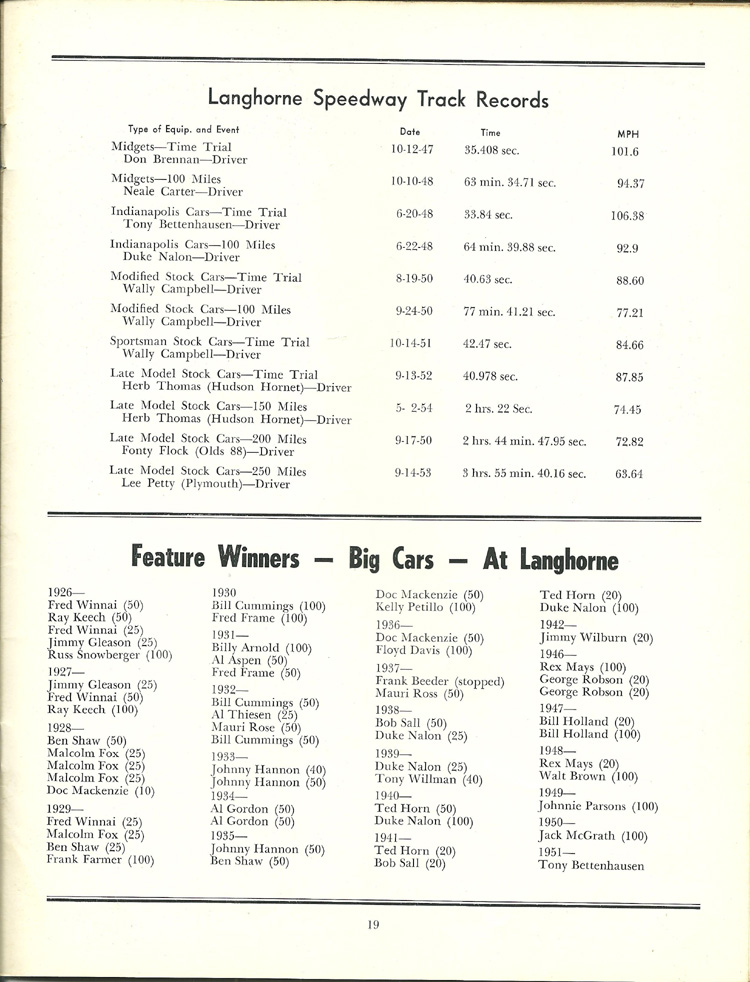 Langhorne Speedway Track Records
Type of Equip. and Event Date Time MPH
Midgets—Time Trial 10-12-47 35.408 sec. 101.6
Don Brennan—Driver
Midgets—100 Miles 10-10-48 63 min. 34.71 sec. 94.37
Neale Carter—Driver
Indianapolis Cars—Time Trial 6-20-48 33.84 sec. 106.38
Tony Bettenhausen—Driver
Indianapolis Cars—100 Miles 6-22-48 64 min. 39.88 sec. 92.9
Duke Nalon—Driver
Modified Stock Cars—Time Trial 8-19-50 40.63 sec. 88.60
Wally Campbell—Driver
Modified Stock Cars—100 Miles 9-24-50 77 min. 41.21 sec. 77.21
Wally Campbell—Driver
Sportsman Stock Cars—Time Trial 10-14-51 42.47 sec. 84.66
Wally Campbell—Driver
Late Model Stock Cars—Time Trial 9-13-52 40.978 sec. 87.85
Herb Thomas (Hudson Hornet)—Driver
Late Model Stock Cars—150 Miles 5- 2-54 2 hrs. 22 Sec. 74.45
Herb Thomas (Hudson Hornet)—Driver
Late Model Stock Cars—200 Miles 9-17-50 2 hrs. 44 min. 47.95 sec. 72.82
Fonty Flock (Olds 88)—Driver
Late Model Stock Cars—250 Miles 9-14-53 3 hrs. 55 min. 40.16 sec. 63.64
Lee Petty (Plymouth)—Driver
Feature Winners — Big Cars — At Langhorne
1926—
Fred Winnai (50)
Ray Keech (50)
Fred Winnai (25)
Jimmy Gleason (25)
Russ Snowberger (100)
1927—
Jimmy Gleason (25)
Fred Winnai (50)
Ray Keech (100)
1928—
Ben Shaw (50)
Malcolm Fox (25)
Malcolm Fox (25)
Malcolm Fox (25)
Doc Mackenzie (10)
1929—
Fred Winnai (25)
Malcolm Fox (25)
Ben Shaw (25)
Frank Farmer (100)
1930
Bill Cummings (100)
Fred Frame (100)
1931—
Billy Arnold (100)
Al Aspen (50)
Fred Frame (50)
1932—
Bill Cummings (50)
Al Thiesen (25)
Mauri Rose (50)
Bill Cummings (50)
1933—
Johnny Hannon (40)
Johnny Hannon (50)
1934—
Al Gordon (50)
Al Gordon (50)
1935—
Johnny Hannon (50)
Ben Shaw (50)
Doc Mackenzie (50)
Kelly Petillo (100)
1936—
Doc Mackenzie (50)
Floyd Davis (100)
1937—
Frank Beeder (stopped)
Mauri Ross (50)
1938—
Bob Sall (50)
Duke Nalon (25)
1939—
Duke Nalon (25)
Tony Willman (40)
1940—
Ted Horn (50)
Duke Nalon (100)
1941—
Ted Horn (20)
Bob Sall (20)
Ted Horn (20)
Duke Nalon (100)
1942—
Jimmy Wilburn (20)
1946—
Rex Mays (100)
George Robson (20)
George Robson (20)
1947—
Bill Holland (20)
Bill Holland (100)
1948—
Rex Mays (20)
Walt Brown (100)
1949—
Johnnie Parsons (100)
1950—
Jack McGrath (100)
1951—
Tony Bettenhausen
19